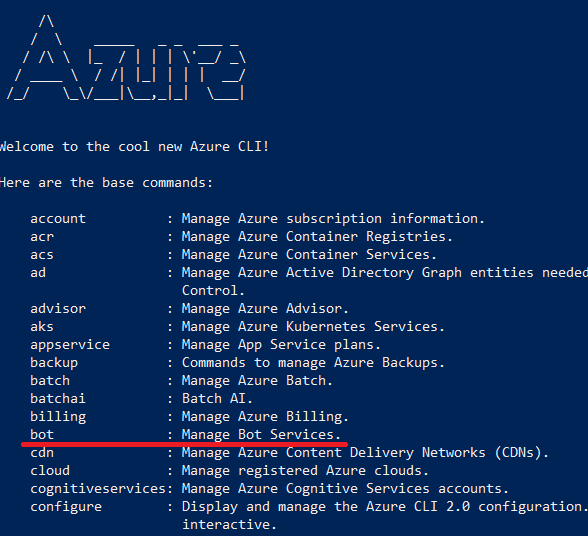 Azure
Welcome to the cool new Azure CLI!
Here are the base commands:
account : Manage Azure subscription information.
acr : Manage Azure Container Registries.
acs : Manage Azure Container Services.
ad : Manage Azure Active Directory Graph entities needed
Control.
advisor : Manage Azure Advisor.
aks : Manage Azure Kubernetes Services.
appservice : Manage App Service plans.
backup : Commands to manage Azure Backups.
batch : Manage Azure Batch.
batchai : Batch AI.
billing : Manage Azure Billing.
bot : Manage Bot Services.
cdn : Manage Azure Content Delivery Networks (CDNs).
cloud : Manage registered Azure clouds.
cognitiveservices: Manage Azure Cognitive Services accounts.
configure : Display and manage the Azure CLI 2.0 configuration.
interactive.